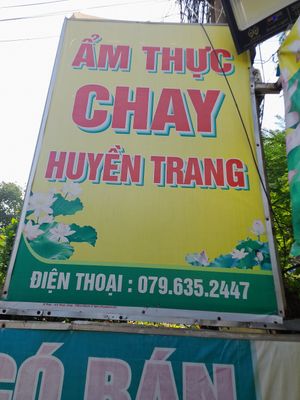 ẨM THỰC
CHAY
HUYỀN TRANG
ĐIỆN THOẠI : 079.635.2447
CÓ BÁN